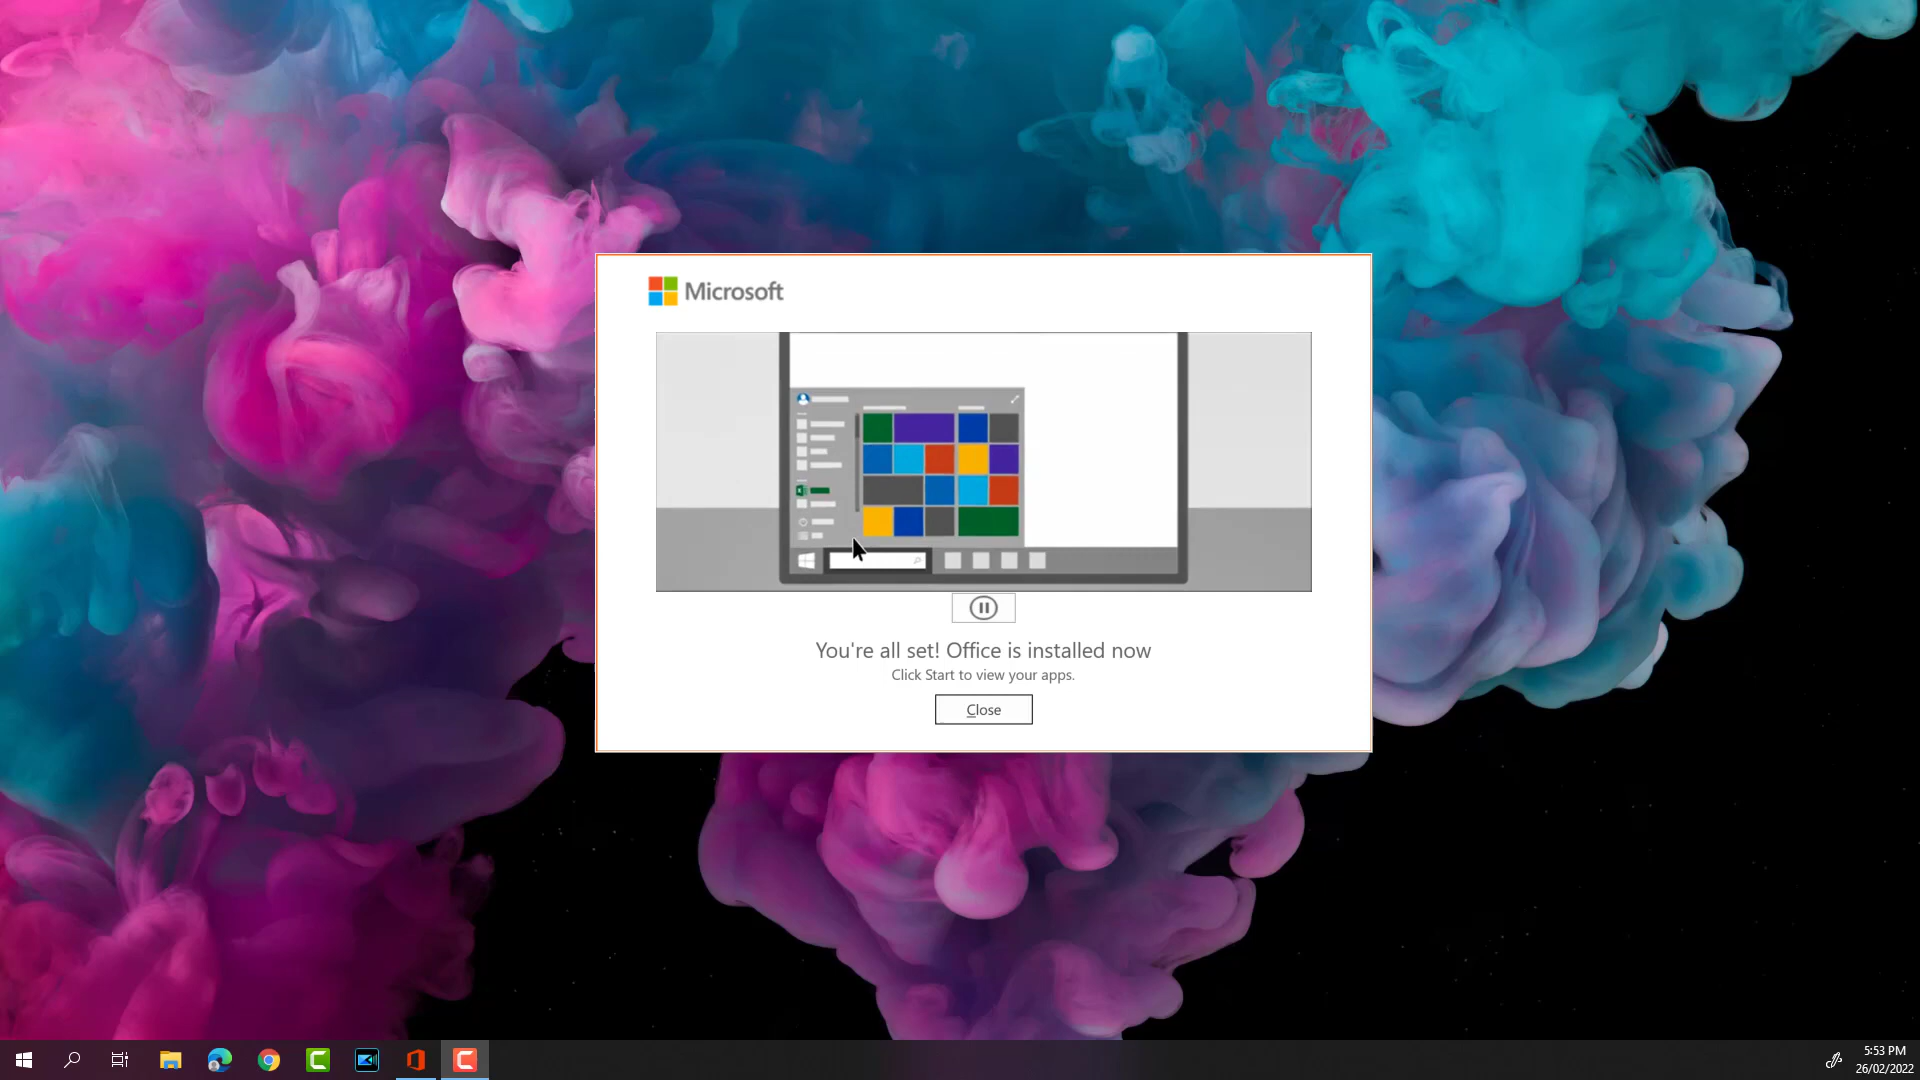 Microsoft
You're all set! Office is installed now
Click Start to view your apps.
Close
5:53 PM
26/02/2022